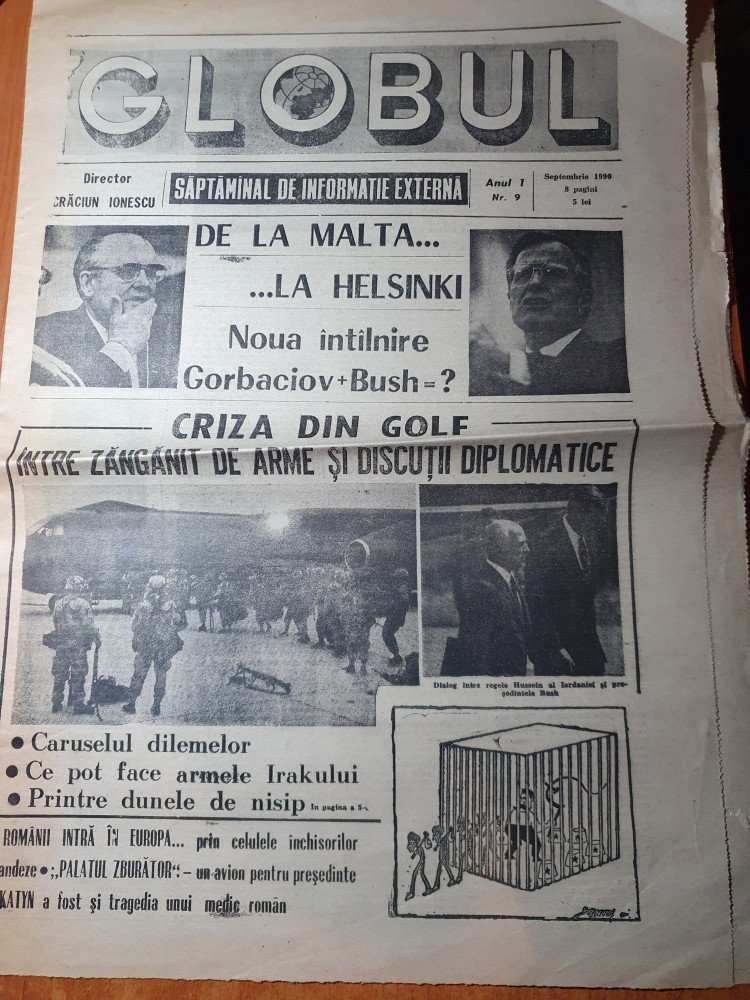 GLOBUL
Director
CRĂCIUN IONESCU
SĂPTĂMÎNAL DE INFORMAȚIE EXTERNĂ
Anul 1
Nr. 9
Septembrie 1990
8 pagini
5 lei
DE LA MALTA...
...LA HELSINKI
Noua întîlnire
Gorbaciov+Bush=?
CRIZA DIN GOLF
ÎNTRE ZĂNGĂNIT DE ARME ȘI DISCUȚII DIPLOMATICE
Dialog între regele Hussein al Iordaniei și pre-
ședintele Bush
● Caruselul dilemelor
● Ce pot face armele Irakului
● Printre dunele de nisip In pagina a 5-a
ROMÂNII INTRĂ ÎN EUROPA... prin celulele închisorilor
andeze ● „PALATUL ZBURĂTOR” – un avion pentru președinte
KATYN a fost și tragedia unui medic român